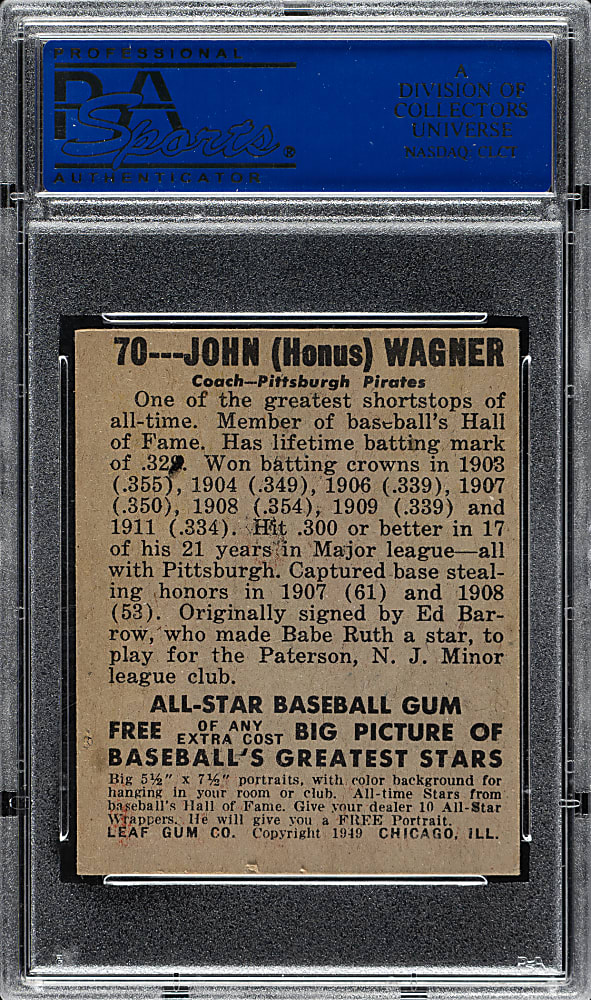 PROFESSIONAL
PSA
Sports®
AUTHENTICATOR
A
DIVISION OF
COLLECTORS
UNIVERSE
NASDAQ: CLCT
70---JOHN (Honus) WAGNER
Coach—Pittsburgh Pirates
One of the greatest shortstops of
all-time. Member of baseball's Hall
of Fame. Has lifetime batting mark
of Won batting crowns in 1903
(.355), 1904 (.349), 1906 (.339), 1907
(.350), 1908 (.354), 1909 (.339) and
1911 (.334). Hit .300 or better in 17
of his 21 years in Major league—all
with Pittsburgh. Captured base steal-
ing honors in 1907 (61) and 1908
(53). Originally signed by Ed Bar-
row, who made Babe Ruth a star, to
play for the Paterson, N. J. Minor
league club.
ALL-STAR BASEBALL GUM
FREE OF ANY EXTRA COST BIG PICTURE OF
BASEBALL'S GREATEST STARS
Big 5½" x 7½" portraits, with color background for
hanging in your room or club. All-time Stars from
baseball's Hall of Fame. Give your dealer 10 All-Star
Wrappers. He will give you a FREE Portrait.
LEAF GUM CO. Copyright 1949 CHICAGO, ILL.